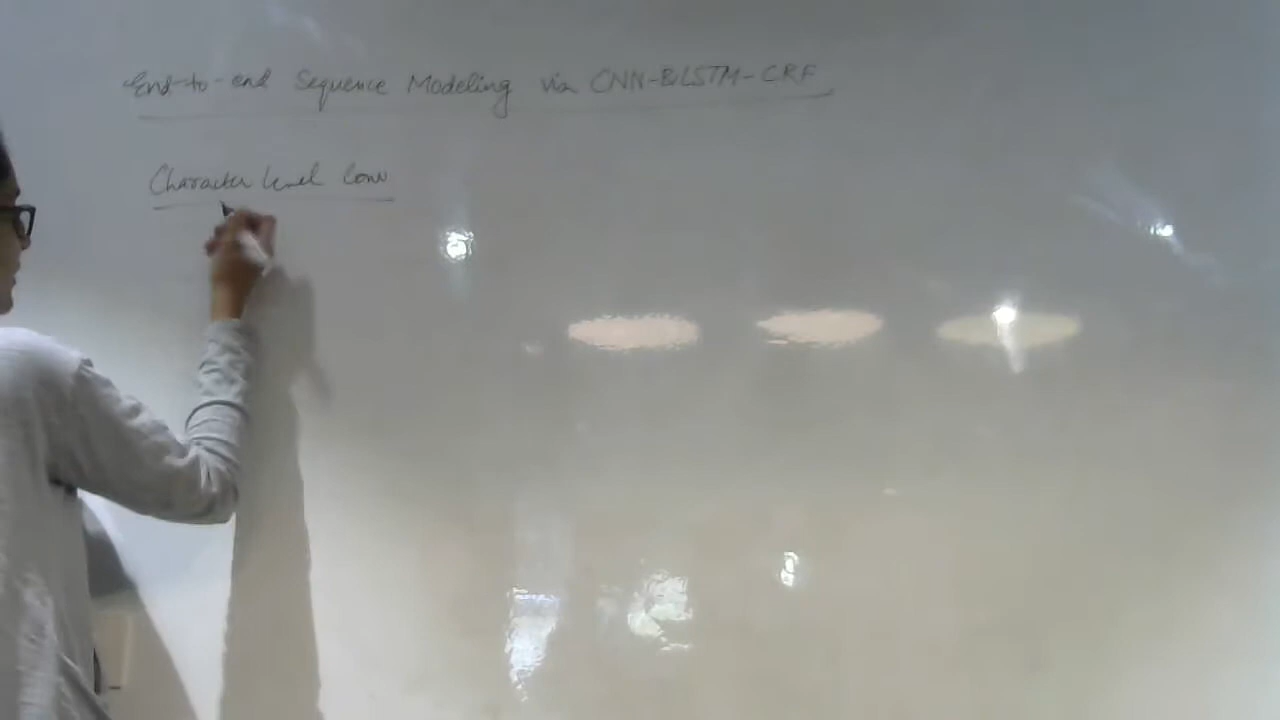 End-to-end Sequence Modeling via CNN-BLSTM-CRF
Character level Conv